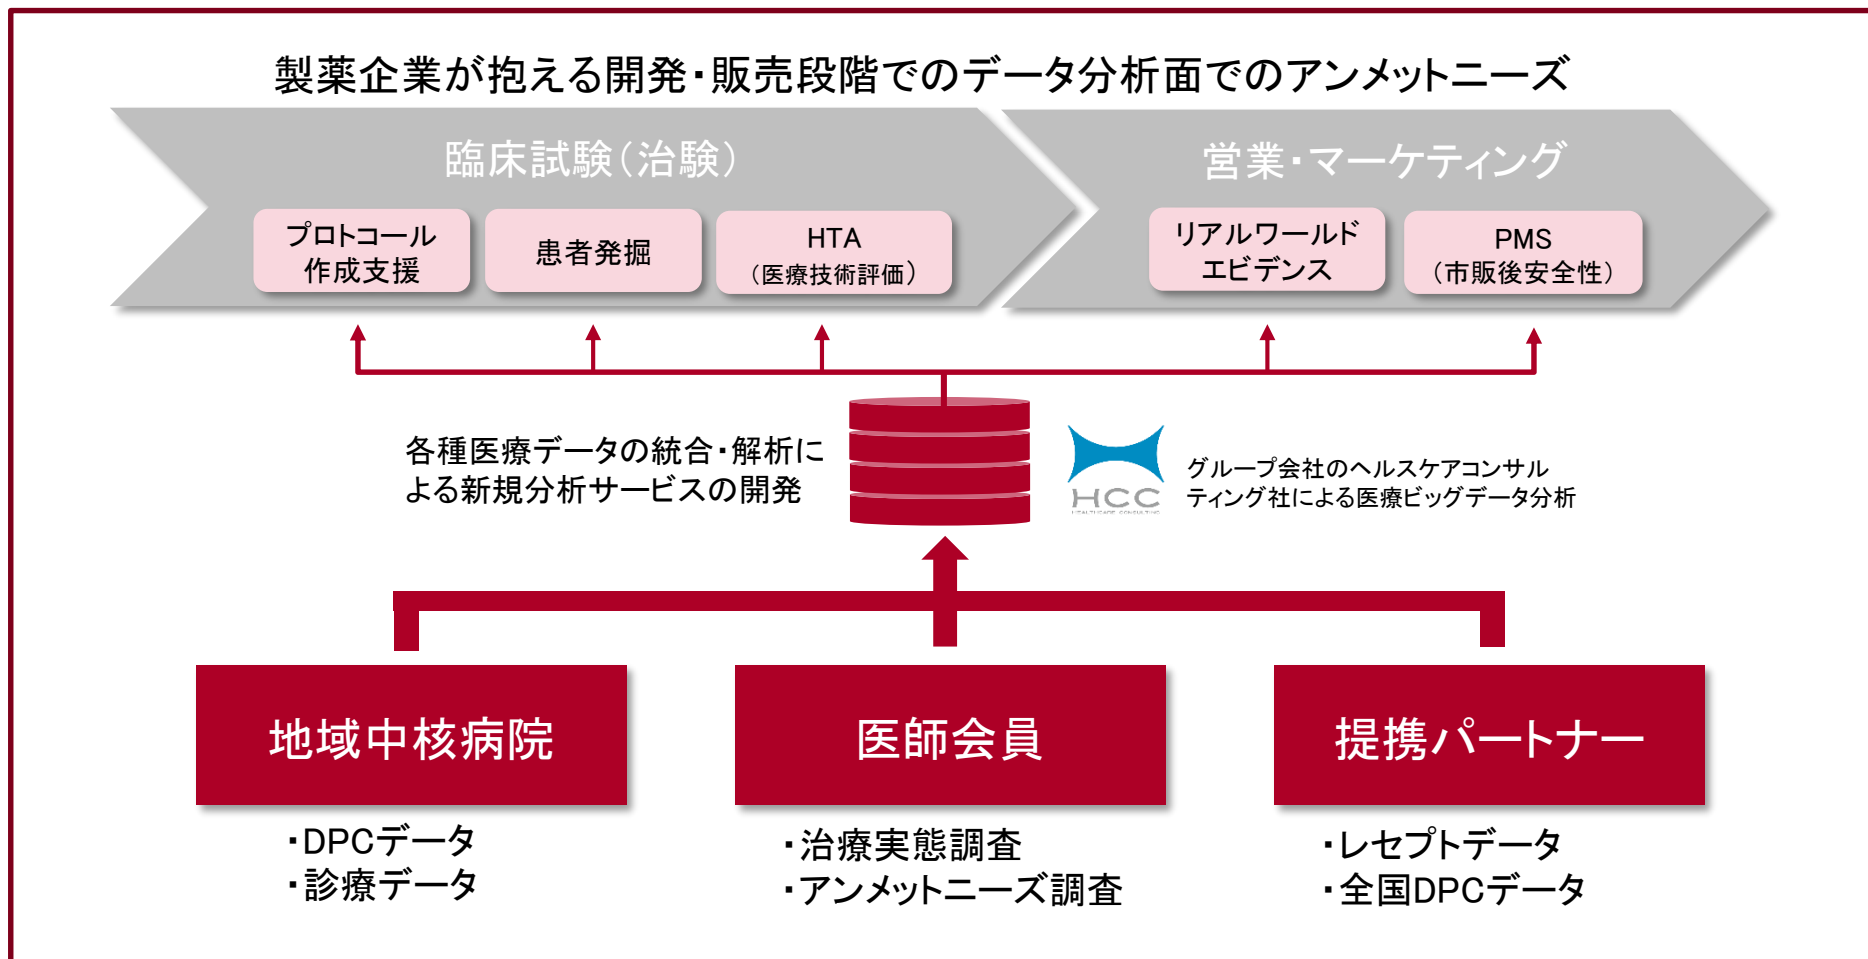 製薬企業が抱える開発・販売段階でのデータ分析面でのアンメットニーズ
臨床試験(治験)
営業・マーケティング
プロトコール
作成支援
患者発掘
HTA
(医療技術評価)
リアルワールド
エビデンス
PMS
(市販後安全性)
各種医療データの統合・解析に
よる新規分析サービスの開発
HCC
HEALTHCARE CONSULTING
グループ会社のヘルスケアコンサル
ティング社による医療ビッグデータ分析
地域中核病院
医師会員
提携パートナー
・DPCデータ
・診療データ
・治療実態調査
・アンメットニーズ調査
・レセプトデータ
・全国DPCデータ